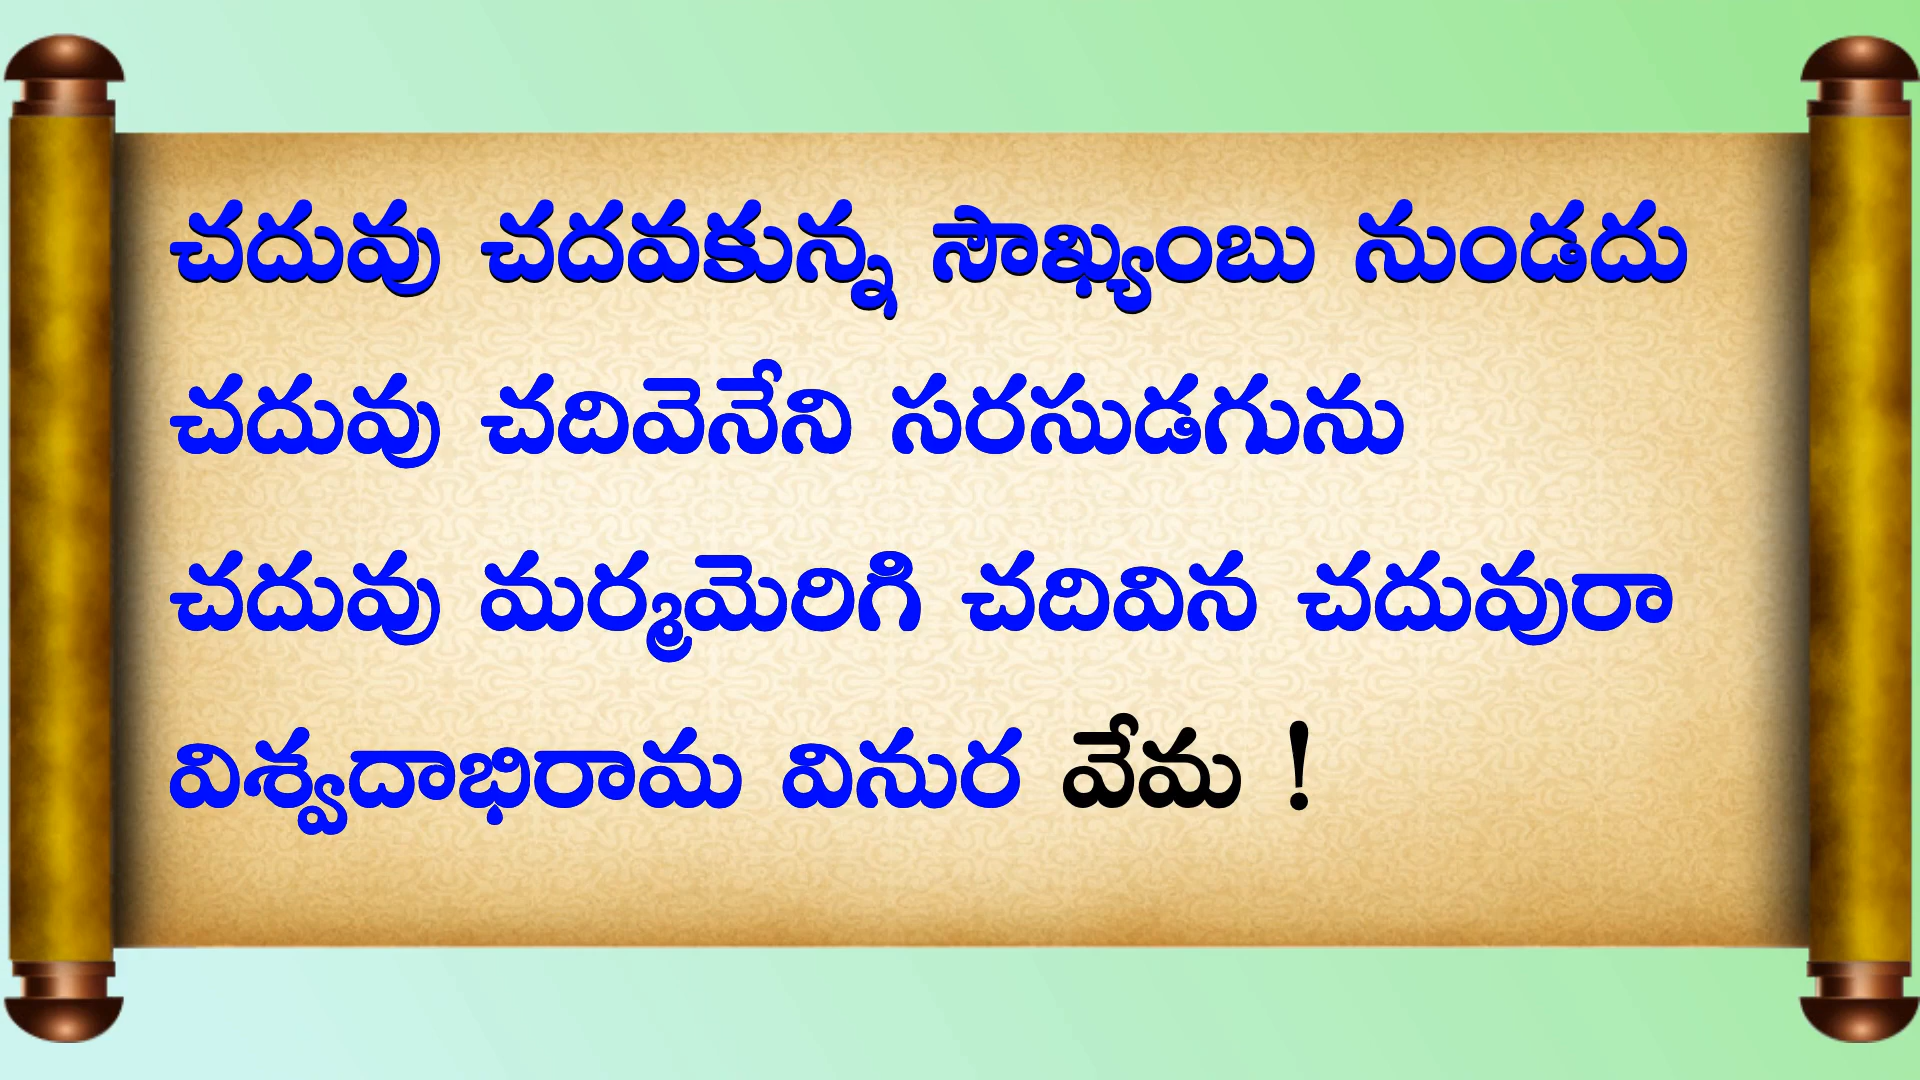 చదువు చదవకున్న సౌఖ్యంబు నుండదు
చదువు చదివెనేని సరసుడగును
చదువు మర్మమెరిగి చదివిన చదువురా
విశ్వదాభిరామ వినుర వేమ !